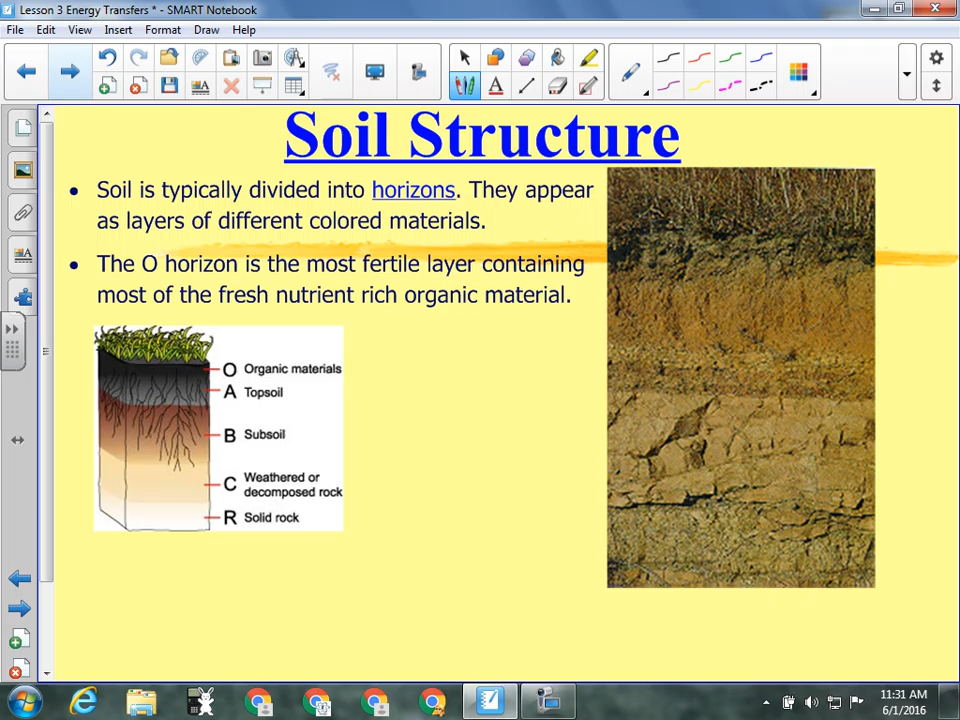 Lesson 3 Energy Transfers * - SMART Notebook
File Edit View Insert Format Draw Help
Soil Structure
• Soil is typically divided into horizons. They appear
as layers of different colored materials.
• The O horizon is the most fertile layer containing
most of the fresh nutrient rich organic material.
O Organic materials
A Topsoil
B Subsoil
C Weathered or
decomposed rock
R Solid rock
11:31 AM
6/1/2016